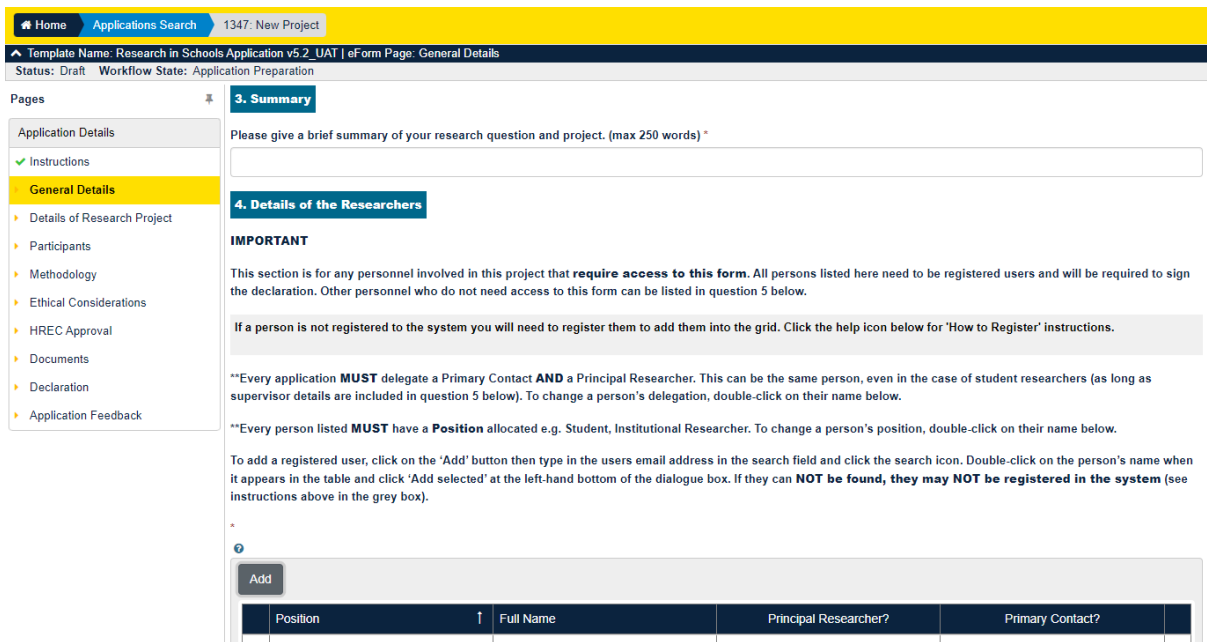 Home Applications Search 1347: New Project
Template Name: Research in Schools Application v5.2_UAT | eForm Page: General Details
Status: Draft Workflow State: Application Preparation
Pages
Application Details
Instructions
General Details
Details of Research Project
Participants
Methodology
Ethical Considerations
HREC Approval
Documents
Declaration
Application Feedback
3. Summary
Please give a brief summary of your research question and project. (max 250 words) *
4. Details of the Researchers
IMPORTANT
This section is for any personnel involved in this project that require access to this form. All persons listed here need to be registered users and will be required to sign
the declaration. Other personnel who do not need access to this form can be listed in question 5 below.
If a person is not registered to the system you will need to register them to add them into the grid. Click the help icon below for 'How to Register' instructions.
**Every application MUST delegate a Primary Contact AND a Principal Researcher. This can be the same person, even in the case of student researchers (as long as
supervisor details are included in question 5 below). To change a person's delegation, double-click on their name below.
**Every person listed MUST have a Position allocated e.g. Student, Institutional Researcher. To change a person's position, double-click on their name below.
To add a registered user, click on the 'Add' button then type in the users email address in the search field and click the search icon. Double-click on the person's name when
it appears in the table and click 'Add selected' at the left-hand bottom of the dialogue box. If they can NOT be found, they may NOT be registered in the system (see
instructions above in the grey box).
*
?
Add
Position ↑ Full Name Principal Researcher? Primary Contact?